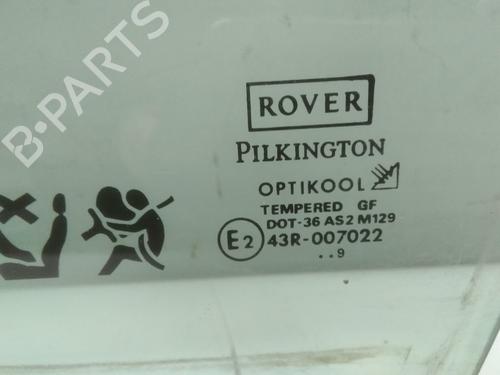 B-PARTS
ROVER
PILKINGTON
OPTIKOOL
TEMPERED GF
DOT-36 AS2 M129
E2 43R-007022
..9